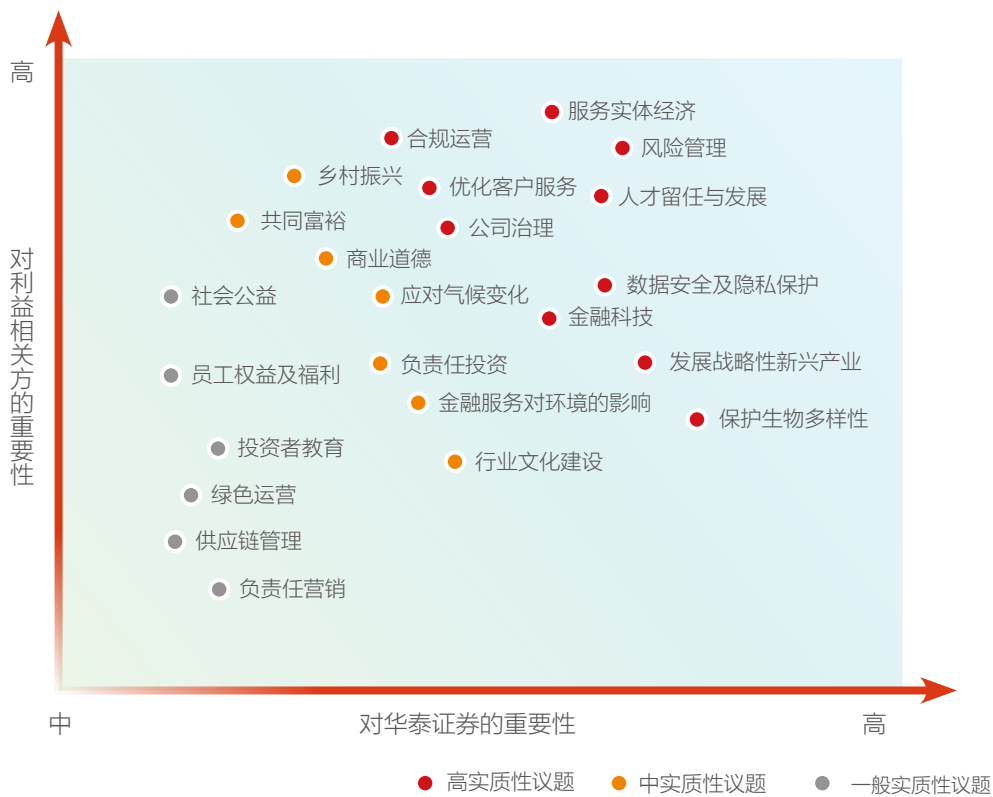 高
对利益相关方的重要性
服务实体经济
合规运营
风险管理
乡村振兴
优化客户服务
人才留任与发展
共同富裕
公司治理
商业道德
数据安全及隐私保护
社会公益
应对气候变化
金融科技
负责任投资
发展战略性新兴产业
员工权益及福利
金融服务对环境的影响
保护生物多样性
投资者教育
行业文化建设
绿色运营
供应链管理
负责任营销
中
对华泰证券的重要性
高
高实质性议题
中实质性议题
一般实质性议题